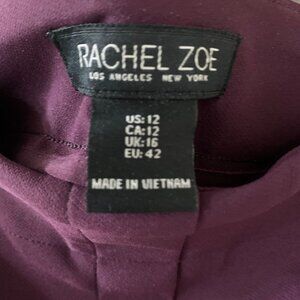 RACHEL ZOE
LOS ANGELES NEW YORK
US: 12
CA: 12
UK: 16
EU: 42
MADE IN VIETNAM